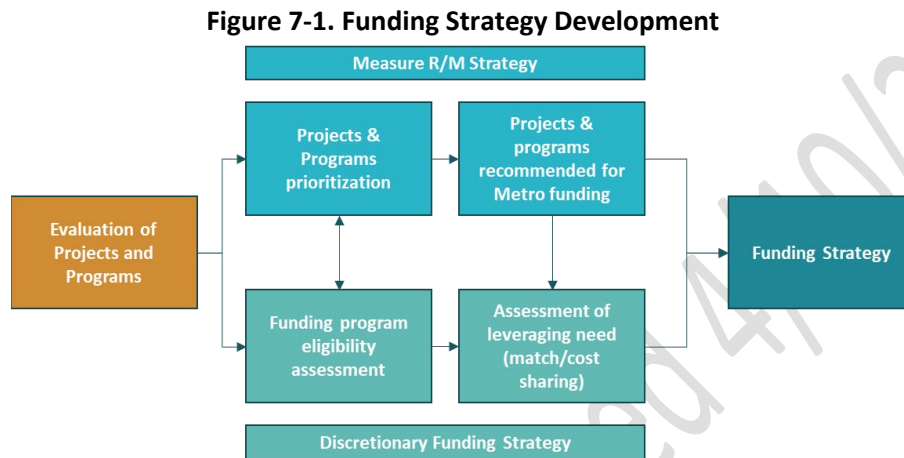 Figure 7-1. Funding Strategy Development
Measure R/M Strategy
Projects &
Programs
prioritization
Projects &
programs
recommended for
Metro funding
Evaluation of
Projects and
Programs
Funding Strategy
Funding program
eligibility
assessment
Assessment of
leveraging need
(match/cost
sharing)
Discretionary Funding Strategy